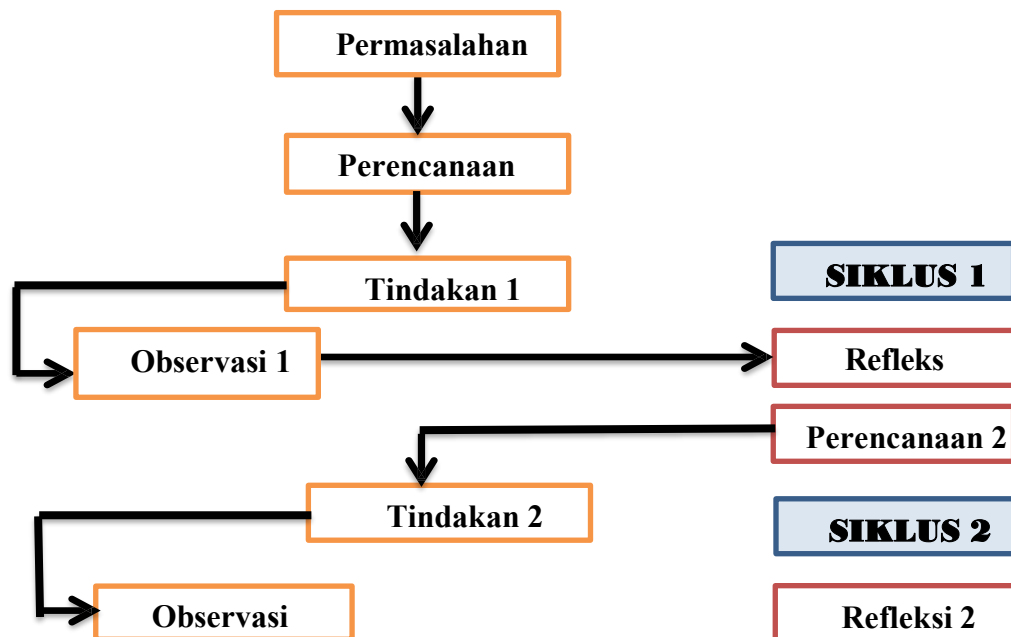 Permasalahan
Perencanaan
Tindakan 1
SIKLUS 1
Observasi 1
Refleks
Perencanaan 2
Tindakan 2
SIKLUS 2
Observasi
Refleksi 2